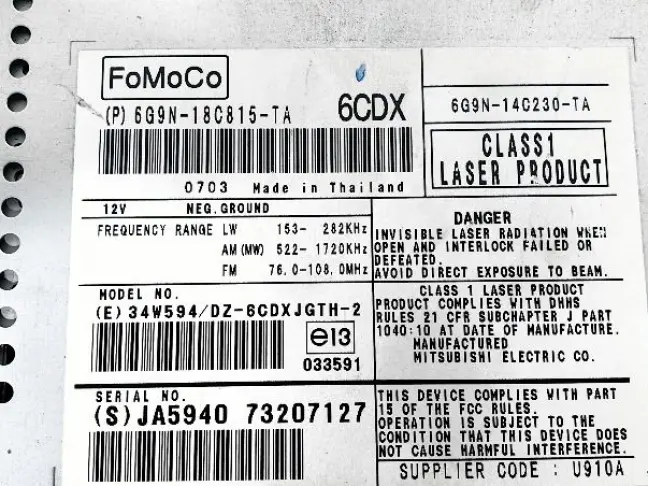 FoMoCo
(P) 6G9N-18C815-TA 6CDX
0703 Made in Thailand
6G9N-14C230-TA
CLASS1
LASER PRODUCT
12V NEG.GROUND
FREQUENCY RANGE LW 153- 282KHz
AM(MW) 522-1720KHz
FM 76.0-108.0MHz
DANGER
INVISIBLE LASER RADIATION WHEN
OPEN AND INTERLOCK FAILED OR
DEFEATED.
AVOID DIRECT EXPOSURE TO BEAM.
MODEL NO.
(E) 34W594/DZ-6CDXJGTH-2
e13
033591
CLASS 1 LASER PRODUCT
PRODUCT COMPLIES WITH DHHS
RULES 21 CFR SUBCHAPTER J PART
1040:10 AT DATE OF MANUFACTURE.
MANUFACTURED
MITSUBISHI ELECTRIC CO.
SERIAL NO.
(S)JA5940 73207127
THIS DEVICE COMPLIES WITH PART
15 OF THE FCC RULES.
OPERATION IS SUBJECT TO THE
CONDITION THAT THIS DEVICE DOES
NOT CAUSE HARMFUL INTERFERENCE.
SUPPLIER CODE : U910A